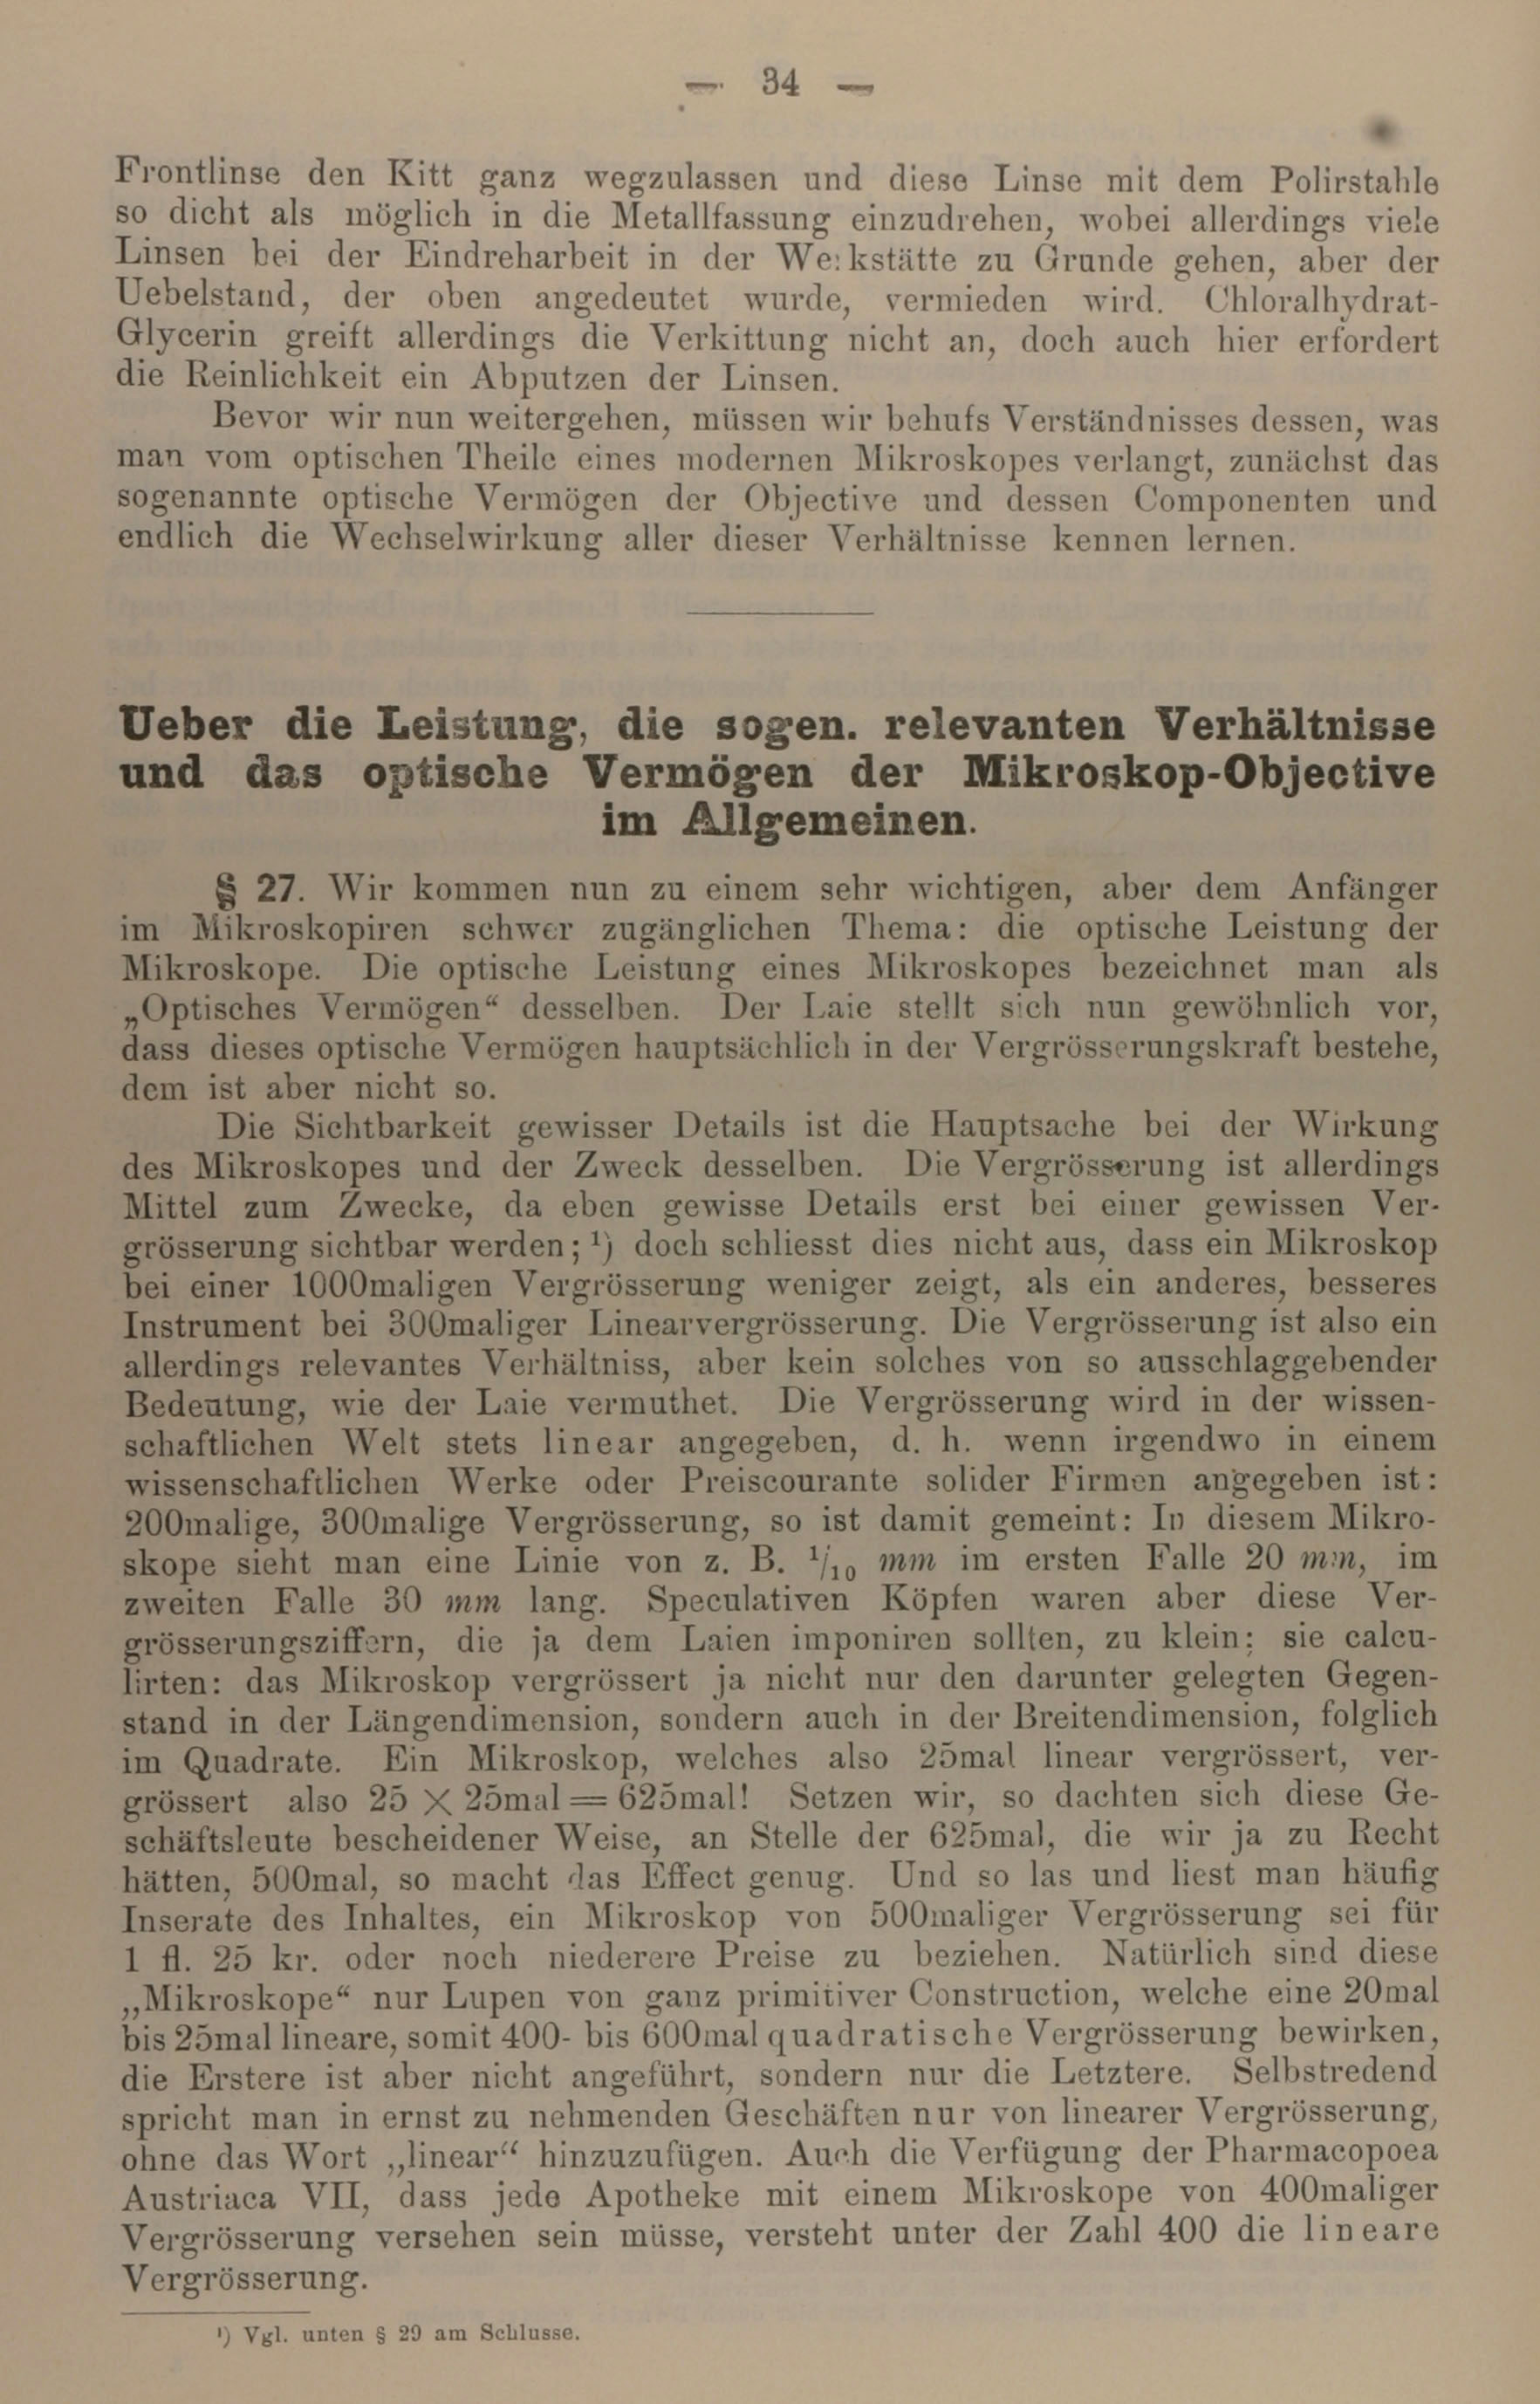 — 34 —
Frontlinse den Kitt ganz wegzulassen und diese Linse mit dem Polirstahle
so dicht als möglich in die Metallfassung einzudrehen, wobei allerdings viele
Linsen bei der Eindreharbeit in der Werkstätte zu Grunde gehen, aber der
Uebelstand, der oben angedeutet wurde, vermieden wird. Chloralhydrat-
Glycerin greift allerdings die Verkittung nicht an, doch auch hier erfordert
die Reinlichkeit ein Abputzen der Linsen.
Bevor wir nun weitergehen, müssen wir behufs Verständnisses dessen, was
man vom optischen Theile eines modernen Mikroskopes verlangt, zunächst das
sogenannte optische Vermögen der Objective und dessen Componenten und
endlich die Wechselwirkung aller dieser Verhältnisse kennen lernen.
Ueber die Leistung, die sogen. relevanten Verhältnisse
und das optische Vermögen der Mikroskop-Objective
im Allgemeinen.
§ 27. Wir kommen nun zu einem sehr wichtigen, aber dem Anfänger
im Mikroskopiren schwer zugänglichen Thema: die optische Leistung der
Mikroskope. Die optische Leistung eines Mikroskopes bezeichnet man als
„Optisches Vermögen“ desselben. Der Laie stellt sich nun gewöhnlich vor,
dass dieses optische Vermögen hauptsächlich in der Vergrösserungskraft bestehe,
dem ist aber nicht so.
Die Sichtbarkeit gewisser Details ist die Hauptsache bei der Wirkung
des Mikroskopes und der Zweck desselben. Die Vergrösserung ist allerdings
Mittel zum Zwecke, da eben gewisse Details erst bei einer gewissen Ver-
grösserung sichtbar werden; ¹) doch schliesst dies nicht aus, dass ein Mikroskop
bei einer 1000maligen Vergrösserung weniger zeigt, als ein anderes, besseres
Instrument bei 300maliger Linearvergrösserung. Die Vergrösserung ist also ein
allerdings relevantes Verhältniss, aber kein solches von so ausschlaggebender
Bedeutung, wie der Laie vermuthet. Die Vergrösserung wird in der wissen-
schaftlichen Welt stets linear angegeben, d. h. wenn irgendwo in einem
wissenschaftlichen Werke oder Preiscourante solider Firmen angegeben ist:
200malige, 300malige Vergrösserung, so ist damit gemeint: In diesem Mikro-
skope sieht man eine Linie von z. B. ¹/₁₀ mm im ersten Falle 20 mm, im
zweiten Falle 30 mm lang. Speculativen Köpfen waren aber diese Ver-
grösserungsziffern, die ja dem Laien imponiren sollten, zu klein; sie calcu-
lirten: das Mikroskop vergrössert ja nicht nur den darunter gelegten Gegen-
stand in der Längendimension, sondern auch in der Breitendimension, folglich
im Quadrate. Ein Mikroskop, welches also 25mal linear vergrössert, ver-
grössert also 25 × 25mal = 625mal! Setzen wir, so dachten sich diese Ge-
schäftsleute bescheidener Weise, an Stelle der 625mal, die wir ja zu Recht
hätten, 500mal, so macht das Effect genug. Und so las und liest man häufig
Inserate des Inhaltes, ein Mikroskop von 500maliger Vergrösserung sei für
1 fl. 25 kr. oder noch niederere Preise zu beziehen. Natürlich sind diese
„Mikroskope“ nur Lupen von ganz primitiver Construction, welche eine 20mal
bis 25mal lineare, somit 400- bis 600mal quadratische Vergrösserung bewirken,
die Erstere ist aber nicht angeführt, sondern nur die Letztere. Selbstredend
spricht man in ernst zu nehmenden Geschäften nur von linearer Vergrösserung,
ohne das Wort „linear“ hinzuzufügen. Auch die Verfügung der Pharmacopoea
Austriaca VII, dass jede Apotheke mit einem Mikroskope von 400maliger
Vergrösserung versehen sein müsse, versteht unter der Zahl 400 die lineare
Vergrösserung.
¹) Vgl. unten § 29 am Schlusse.